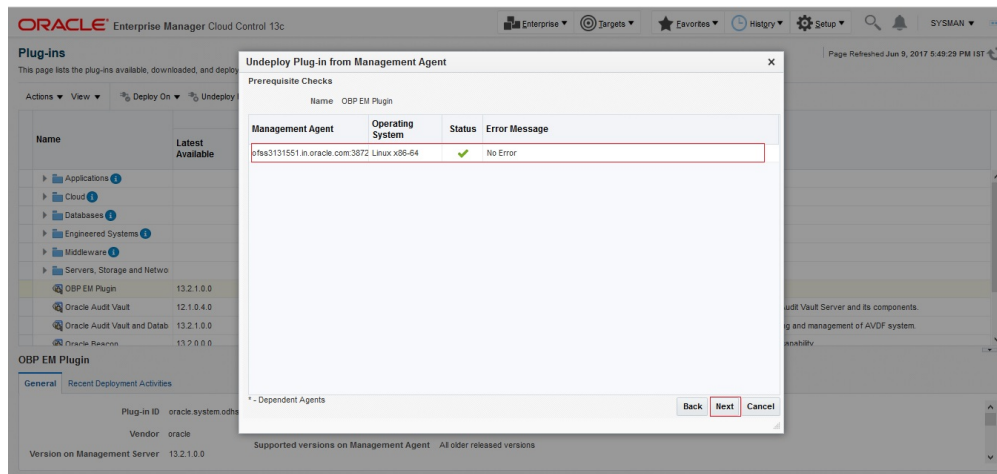 ORACLE Enterprise Manager Cloud Control 13c
Enterprise Targets Favorites History Setup SYSMAN
Plug-ins
Page Refreshed Jun 9, 2017 5:49:29 PM IST
This page lists the plug-ins available, downloaded, and deploy
Actions View Deploy On Undeploy
Name
Latest Available
Applications
Cloud
Databases
Engineered Systems
Middleware
Servers, Storage and Netwo
OBP EM Plugin 13.2.1.0.0
Oracle Audit Vault 12.1.0.4.0
udit Vault Server and its components.
Oracle Audit Vault and Datab 13.2.1.0.0
g and management of AVDF system.
Oracle Beacon 13.2.0.0.0
Undeploy Plug-in from Management Agent
Prerequisite Checks
Name OBP EM Plugin
Management Agent Operating System Status Error Message
ofss3131551.in.oracle.com:3872 Linux x86-64 No Error
* - Dependent Agents
Back Next Cancel
OBP EM Plugin
General Recent Deployment Activities
Plug-in ID oracle.system.odhs
Vendor oracle
Version on Management Server 13.2.1.0.0
Supported versions on Management Agent All older released versions